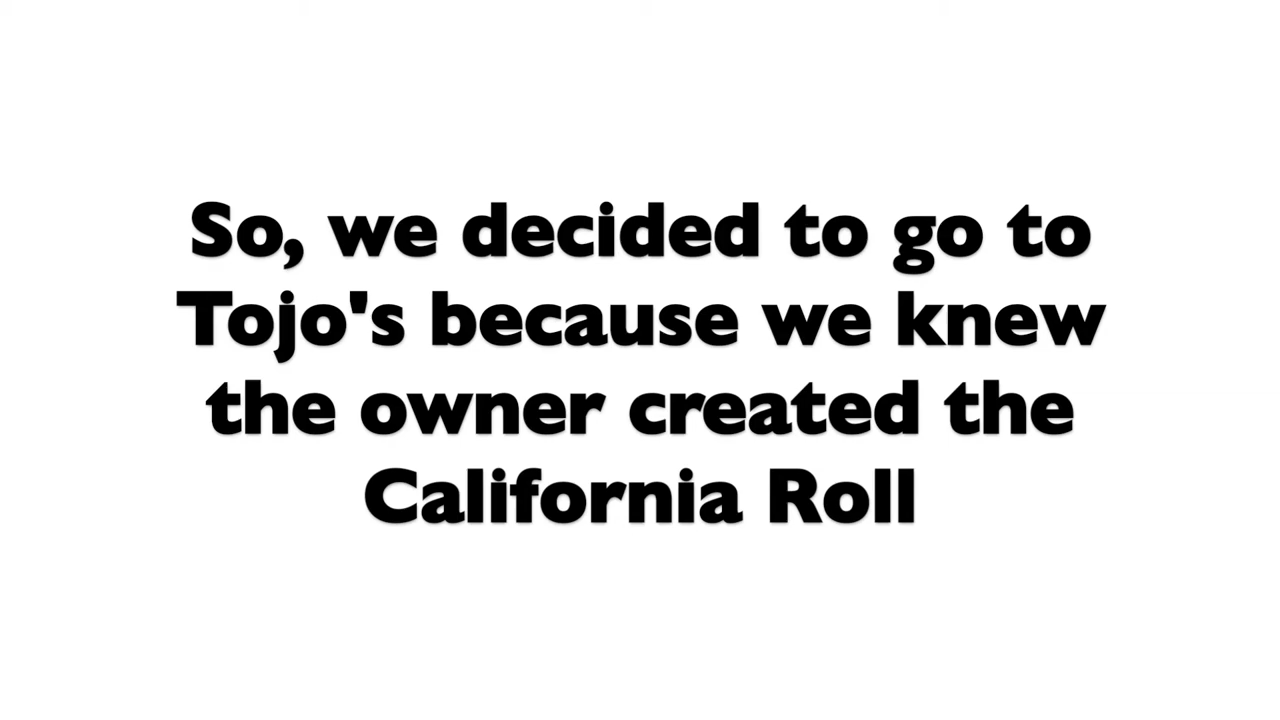 So, we decided to go to
Tojo's because we knew
the owner created the
California Roll